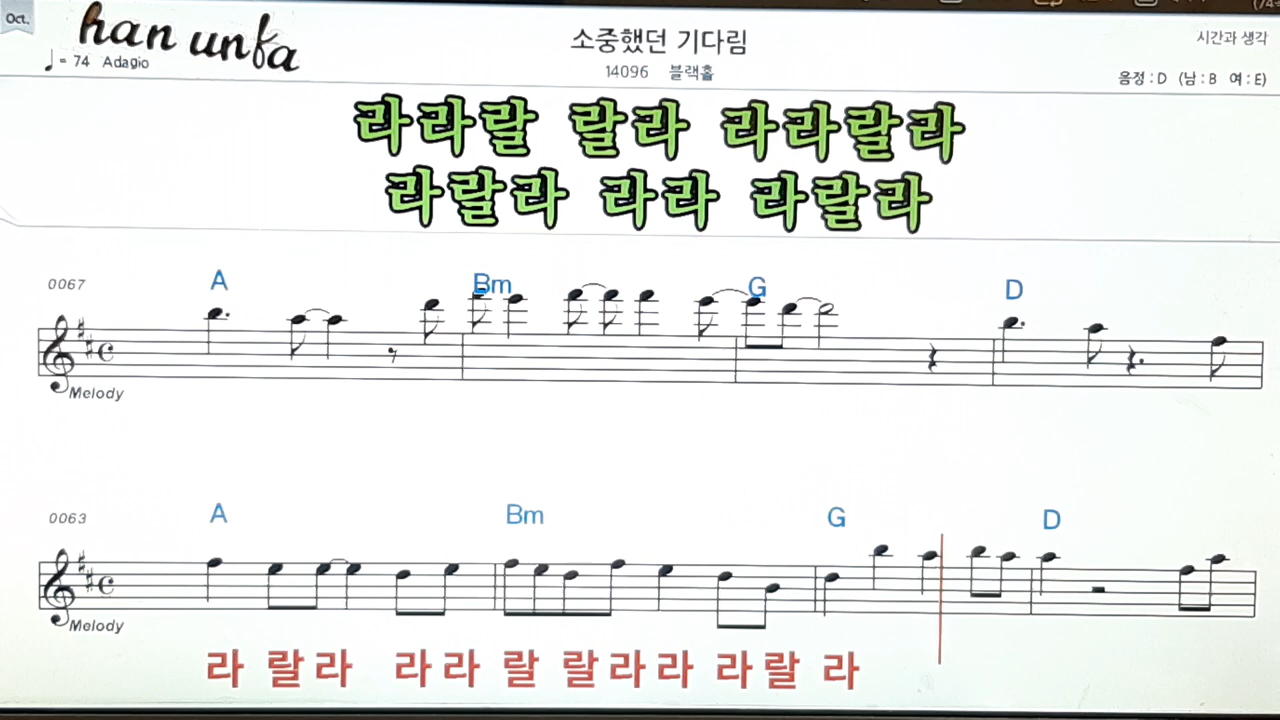 Oct.
han unfa
소중했던 기다림
시간과 생각
♩= 74 Adagio
14096 블랙홀
음정 : D (남 : B 여 : E)
라라랄 랄라 라라랄라
라랄라 라라 라랄라
0067
A Bm G D
Melody
0063
A Bm G D
Melody
라 랄라 라라 랄 랄라라 라랄 라